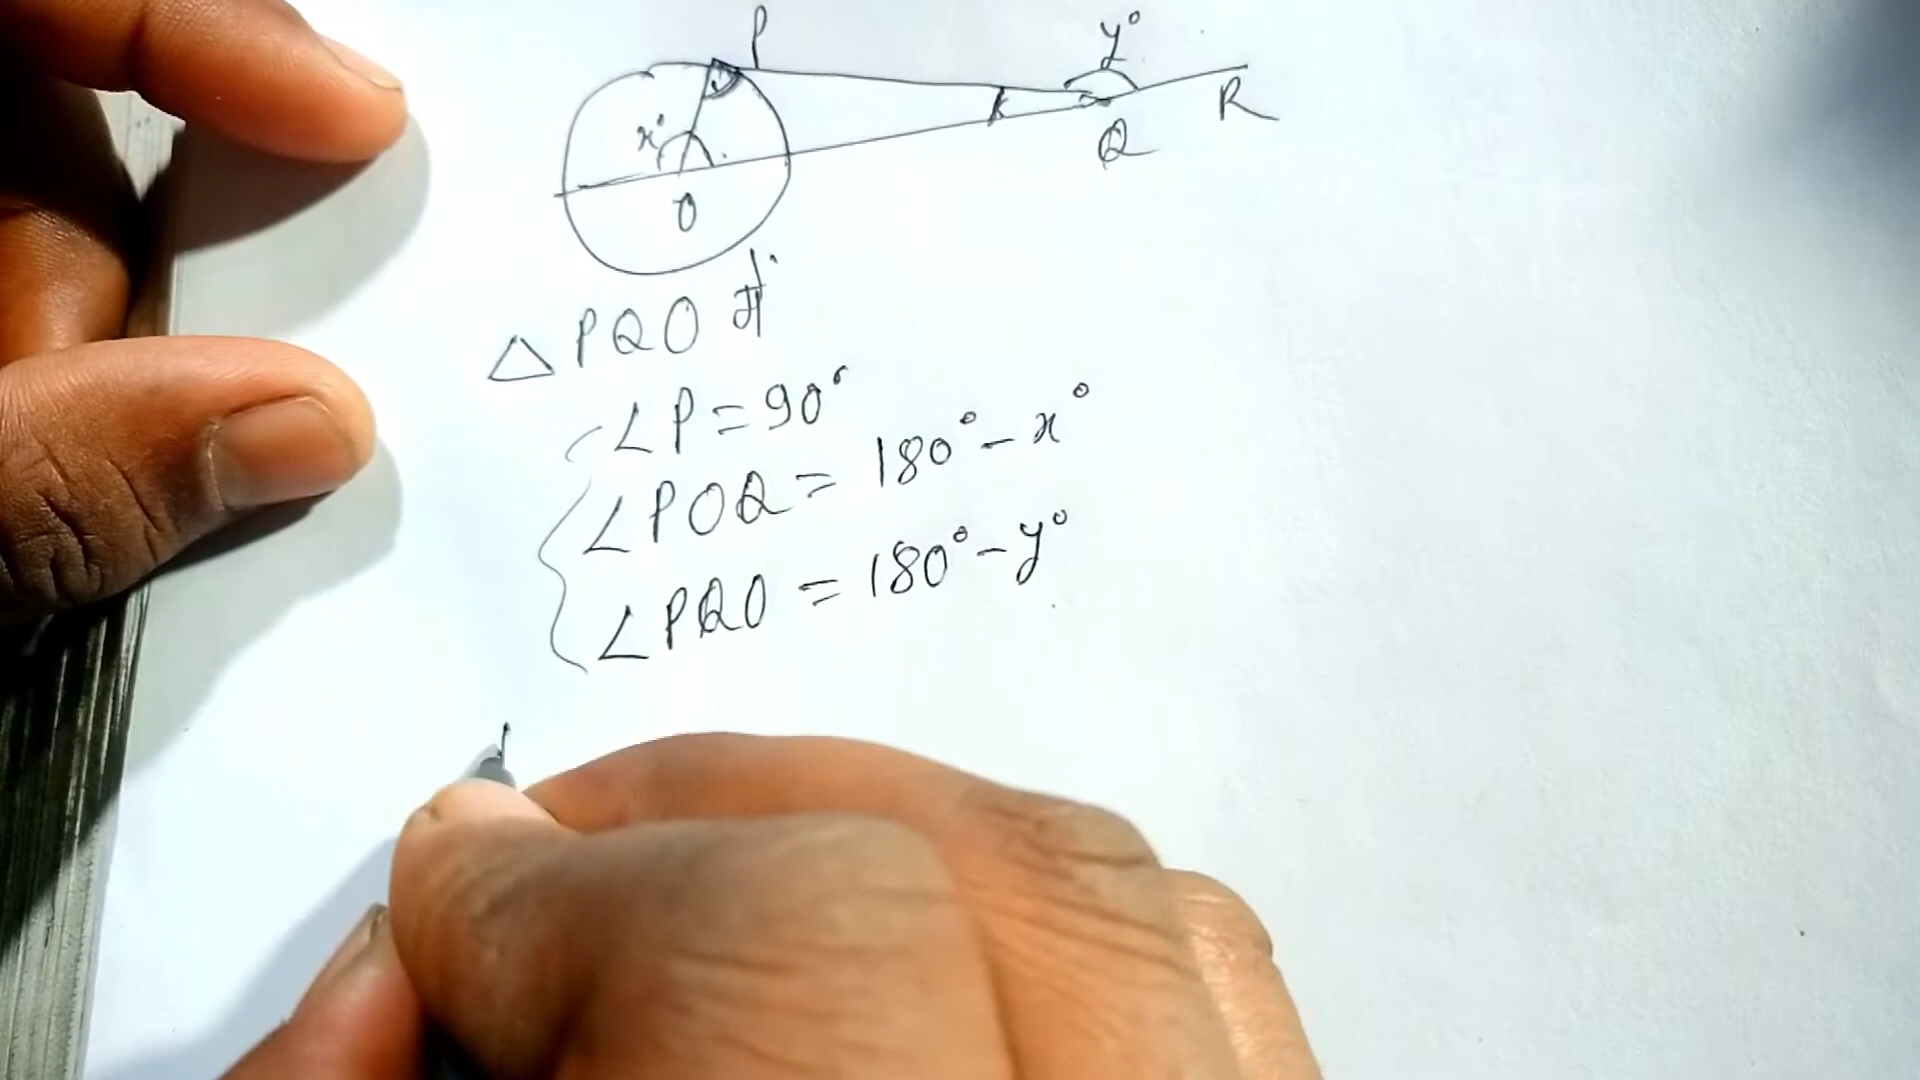 P
y°
R
x°
Q
O
△ PQO में
∠P = 90°
∠POQ = 180° - x°
∠PQO = 180° - y°